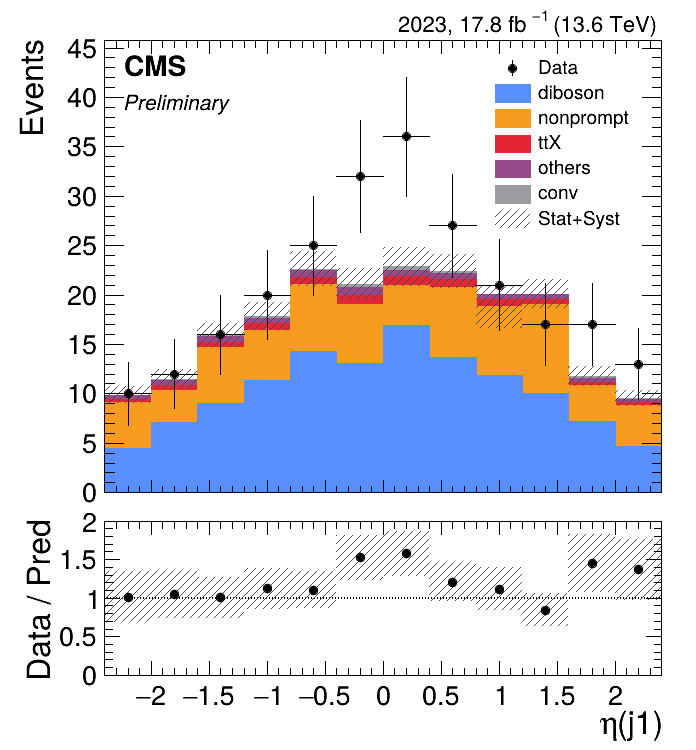 2023, 17.8 fb⁻¹ (13.6 TeV)
CMS
Preliminary
Events
45
40
35
30
25
20
15
10
5
0
Data
diboson
nonprompt
ttX
others
conv
Stat+Syst
Data / Pred
2
1.5
1
0.5
0
−2 −1.5 −1 −0.5 0 0.5 1 1.5 2
η(j1)